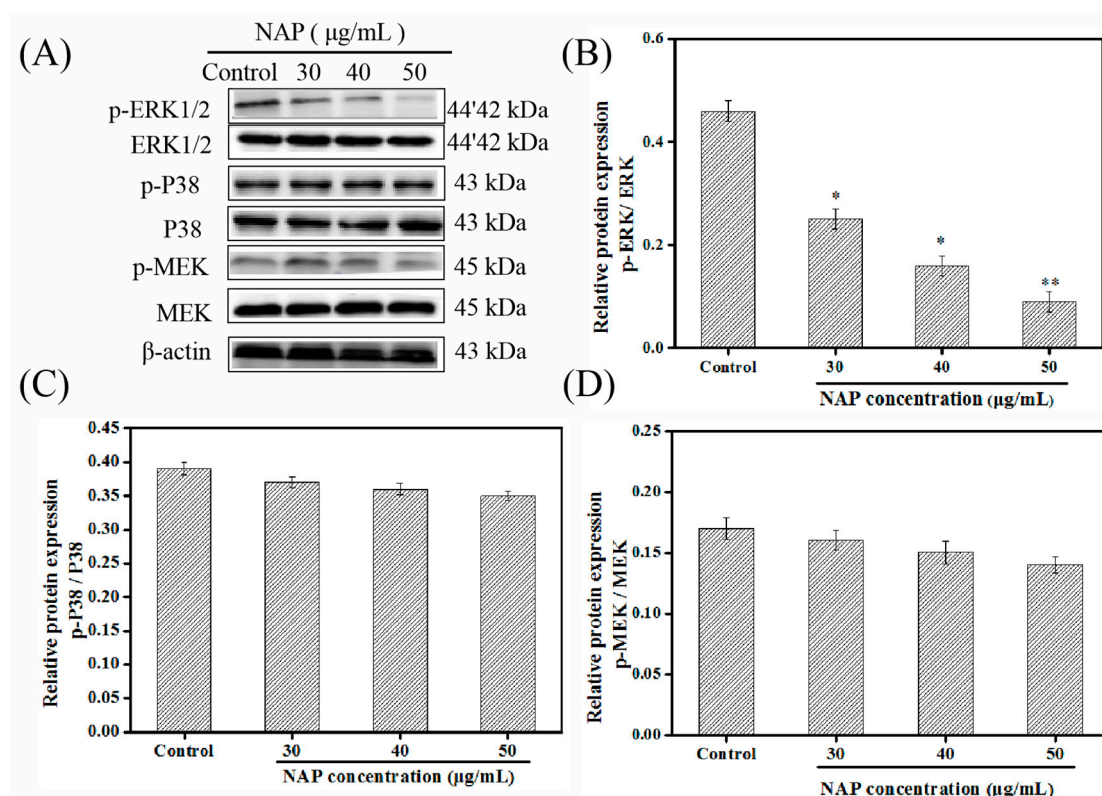 (A)
NAP ( μg/mL )
Control 30 40 50
p-ERK1/2 44'42 kDa
ERK1/2 44'42 kDa
p-P38 43 kDa
P38 43 kDa
p-MEK 45 kDa
MEK 45 kDa
β-actin 43 kDa
(B)
Relative protein expression
p-ERK/ ERK
0.6
0.4
0.2
0.0
*
*
**
Control 30 40 50
NAP concentration (μg/mL)
(C)
Relative protein expression
p-P38 / P38
0.45
0.40
0.35
0.30
0.25
0.20
0.15
0.10
0.05
0.00
Control 30 40 50
NAP concentration (μg/mL)
(D)
Relative protein expression
p-MEK / MEK
0.25
0.20
0.15
0.10
0.05
0.00
Control 30 40 50
NAP concentration (μg/mL)